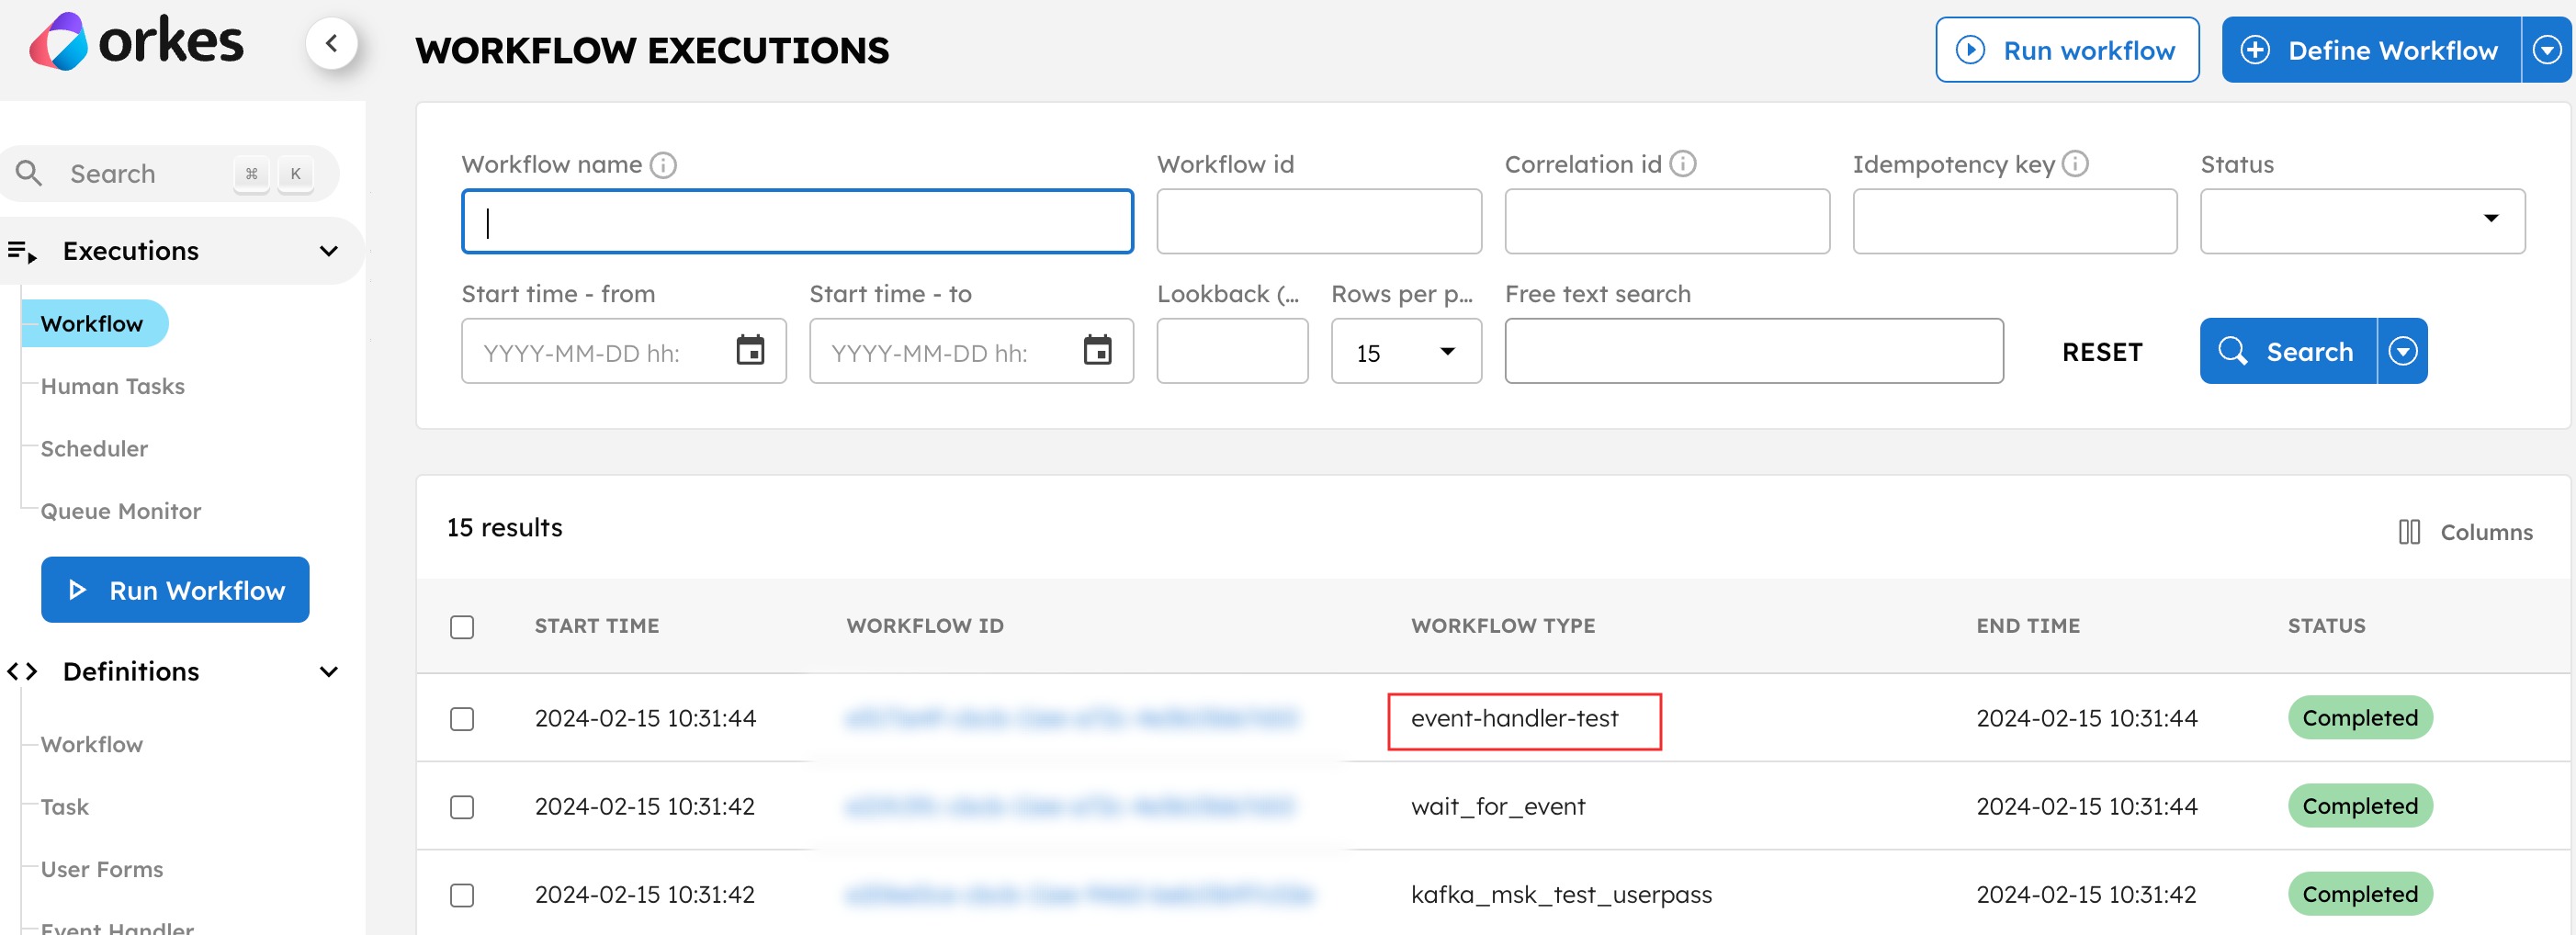 orkes
WORKFLOW EXECUTIONS
Run workflow
Define Workflow
Search ⌘ K
Executions
Workflow
Human Tasks
Scheduler
Queue Monitor
Run Workflow
Definitions
Workflow
Task
User Forms
Event Handler
Workflow name
Workflow id
Correlation id
Idempotency key
Status
Start time - from
Start time - to
Lookback (...
Rows per p...
Free text search
YYYY-MM-DD hh:
YYYY-MM-DD hh:
15
RESET
Search
15 results
Columns
START TIME WORKFLOW ID WORKFLOW TYPE END TIME STATUS
2024-02-15 10:31:44 event-handler-test 2024-02-15 10:31:44 Completed
2024-02-15 10:31:42 wait_for_event 2024-02-15 10:31:44 Completed
2024-02-15 10:31:42 kafka_msk_test_userpass 2024-02-15 10:31:42 Completed